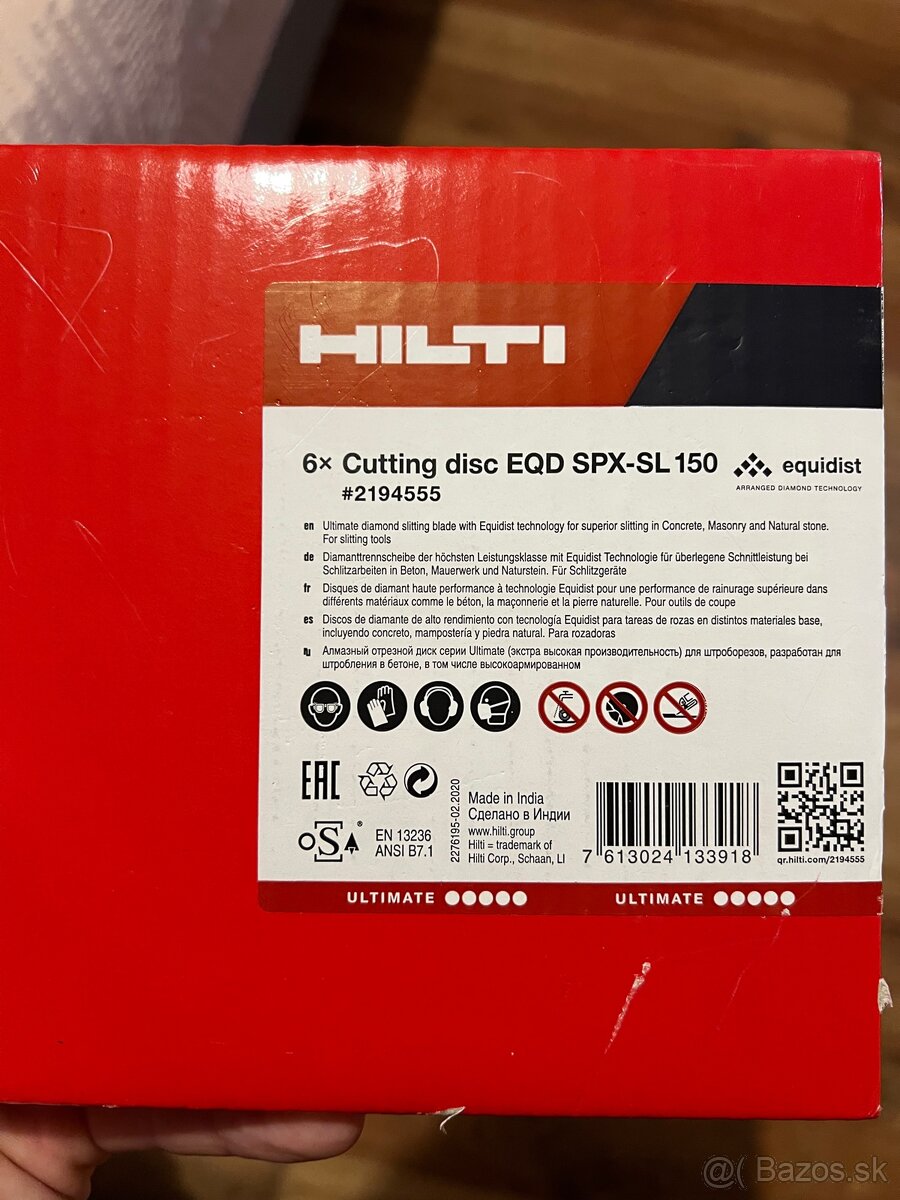 HILTI
6× Cutting disc EQD SPX-SL 150
#2194555
equidist
ARRANGED DIAMOND TECHNOLOGY
en Ultimate diamond slitting blade with Equidist technology for superior slitting in Concrete, Masonry and Natural stone.
For slitting tools
de Diamanttrennscheibe der höchsten Leistungsklasse mit Equidist Technologie für überlegene Schnittleistung bei
Schlitzarbeiten in Beton, Mauerwerk und Naturstein. Für Schlitzgeräte
fr Disques de diamant haute performance à technologie Equidist pour une performance de rainurage supérieure dans
différents matériaux comme le béton, la maçonnerie et la pierre naturelle. Pour outils de coupe
es Discos de diamante de alto rendimiento con tecnología Equidist para tareas de rozas en distintos materiales base,
incluyendo concreto, mampostería y piedra natural. Para rozadoras
ru Алмазный отрезной диск серии Ultimate (экстра высокая производительность) для штроборезов, разработан для
штробления в бетоне, в том числе высокоармированном
EAC
oSa®
EN 13236
ANSI B7.1
2276195-02.2020
Made in India
Сделано в Индии
www.hilti.group
Hilti = trademark of
Hilti Corp., Schaan, LI
7 613024 133918
qr.hilti.com/2194555
ULTIMATE
ULTIMATE
@( Bazos.sk